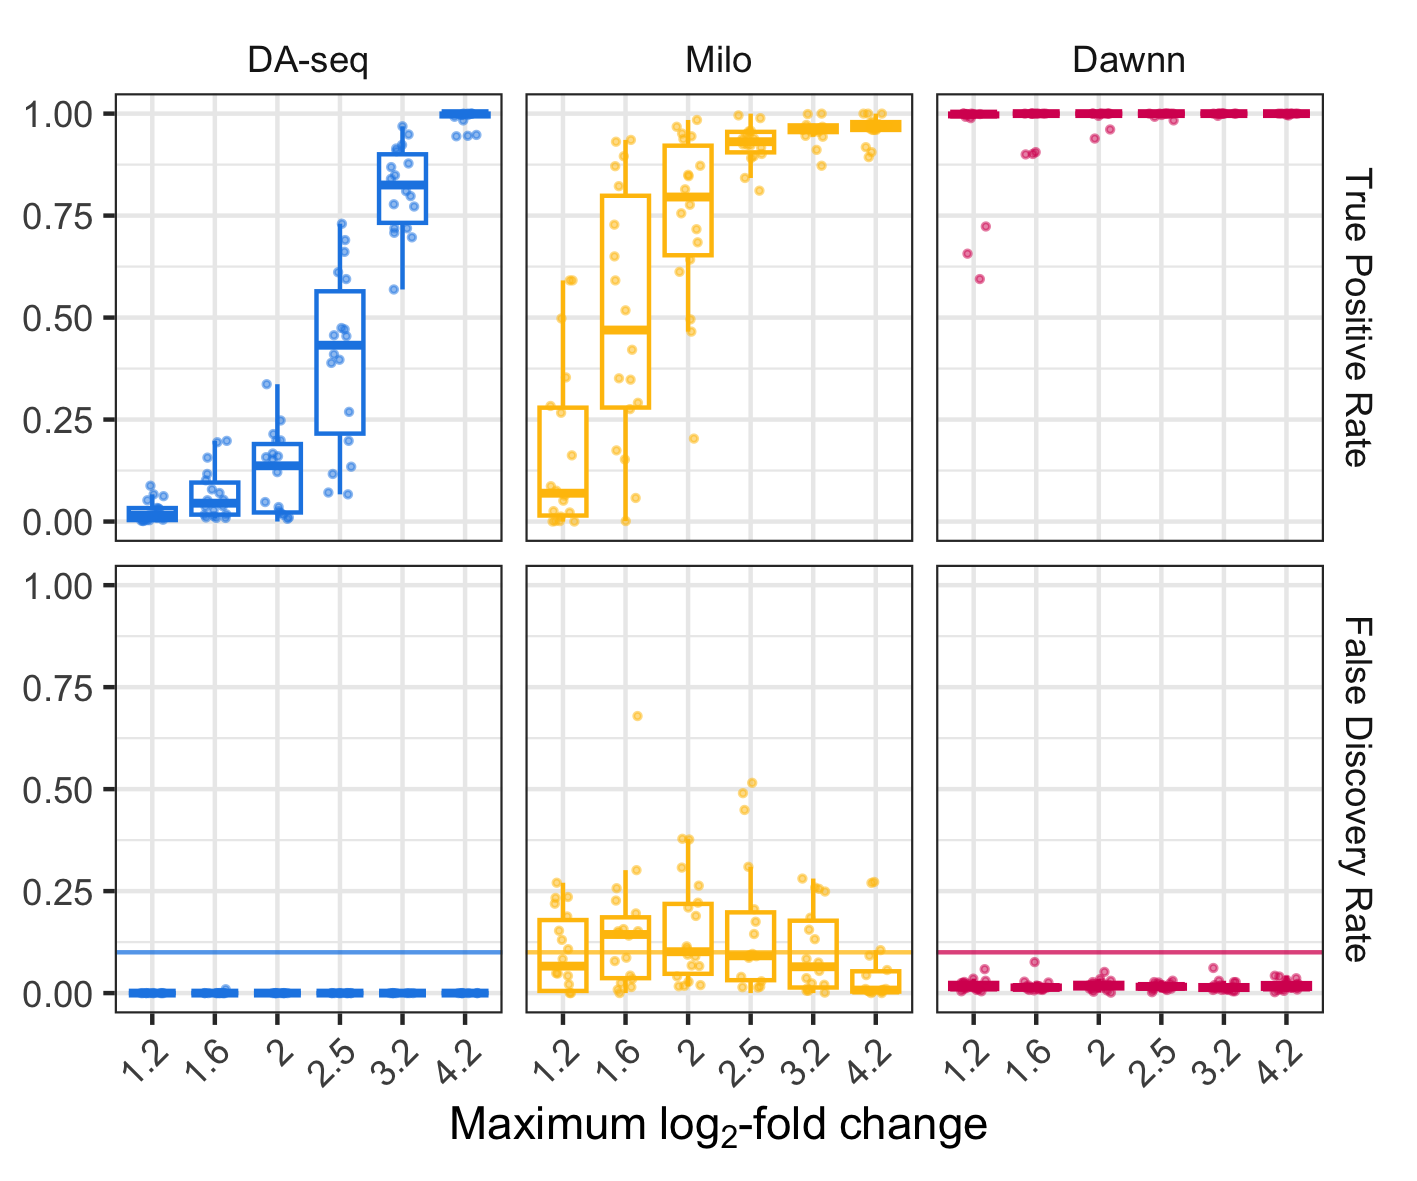 DA-seq Milo Dawnn
1.00
0.75
0.50
0.25
0.00
True Positive Rate
1.00
0.75
0.50
0.25
0.00
False Discovery Rate
1.2 1.6 2 2.5 3.2 4.2 1.2 1.6 2 2.5 3.2 4.2 1.2 1.6 2 2.5 3.2 4.2
Maximum log₂-fold change